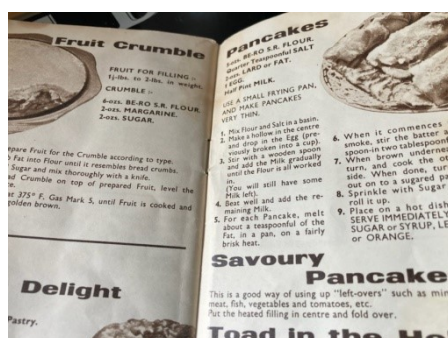 Fruit Crumble
FRUIT FOR FILLING :-
1½-lbs. to 2-lbs. in weight.
CRUMBLE :-
6-ozs. BE-RO S.R. FLOUR.
2-ozs. MARGARINE.
2-ozs. SUGAR.
epare Fruit for the Crumble according to type.
Fat into Flour until it resembles bread crumbs.
Sugar and mix thoroughly with a knife.
crumble on top of prepared Fruit, level the
at 375° F. Gas Mark 5, until Fruit is cooked and
golden brown.
Delight
Pastry.
Pancakes
BE-RO S.R. FLOUR.
Quarter Teaspoonful SALT
LARD or FAT.
1 EGG.
Half Pint MILK.
USE A SMALL FRYING PAN,
AND MAKE PANCAKES
VERY THIN.
1. Mix Flour and Salt in a basin.
2. Make a hollow in the centre
and drop in the Egg (pre-
viously broken into a cup).
3. Stir with a wooden spoon
and add the Milk gradually
until the Flour is all worked
in.
(You will still have some
Milk left).
4. Beat well and add the re-
maining Milk.
5. For each Pancake, melt
about a teaspoonful of the
Fat, in a pan, on a fairly
brisk heat.
6. When it commences
smoke, stir the batter
spoon-in two tablespoon
7. When brown undernea
turn, and cook the ot
side. When done, tur
out on to a sugared pa
8. Sprinkle with Sugar
roll it up.
9. Place on a hot dish
SERVE IMMEDIATELY
SUGAR or SYRUP, LE
or ORANGE.
Savoury
Pancake
This is a good way of using up "left-overs" such as min
meat, fish, vegetables and tomatoes, etc.
Put the heated filling in centre and fold over.
Toad in the Ho